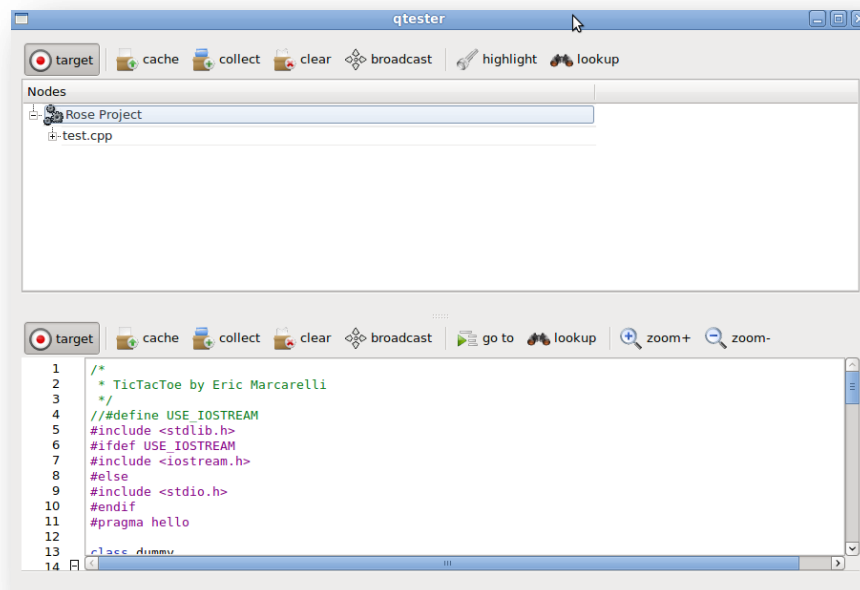 qtester
target cache collect clear broadcast highlight lookup
Nodes
Rose Project
test.cpp
target cache collect clear broadcast go to lookup zoom+ zoom-
1 /*
2 * TicTacToe by Eric Marcarelli
3 */
4 //#define USE_IOSTREAM
5 #include <stdlib.h>
6 #ifdef USE_IOSTREAM
7 #include <iostream.h>
8 #else
9 #include <stdio.h>
10 #endif
11 #pragma hello
12
13 class dummy
14